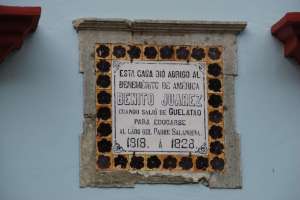 ESTA CASA DIÓ ABRIGO AL
BENEMÉRITO DE AMÉRICA
BENITO JUAREZ
CUANDO SALIÓ DE GUELATAO
PARA EDUCARSE
AL LADO DEL PADRE SALANUEVA.
1818. Á 1828.